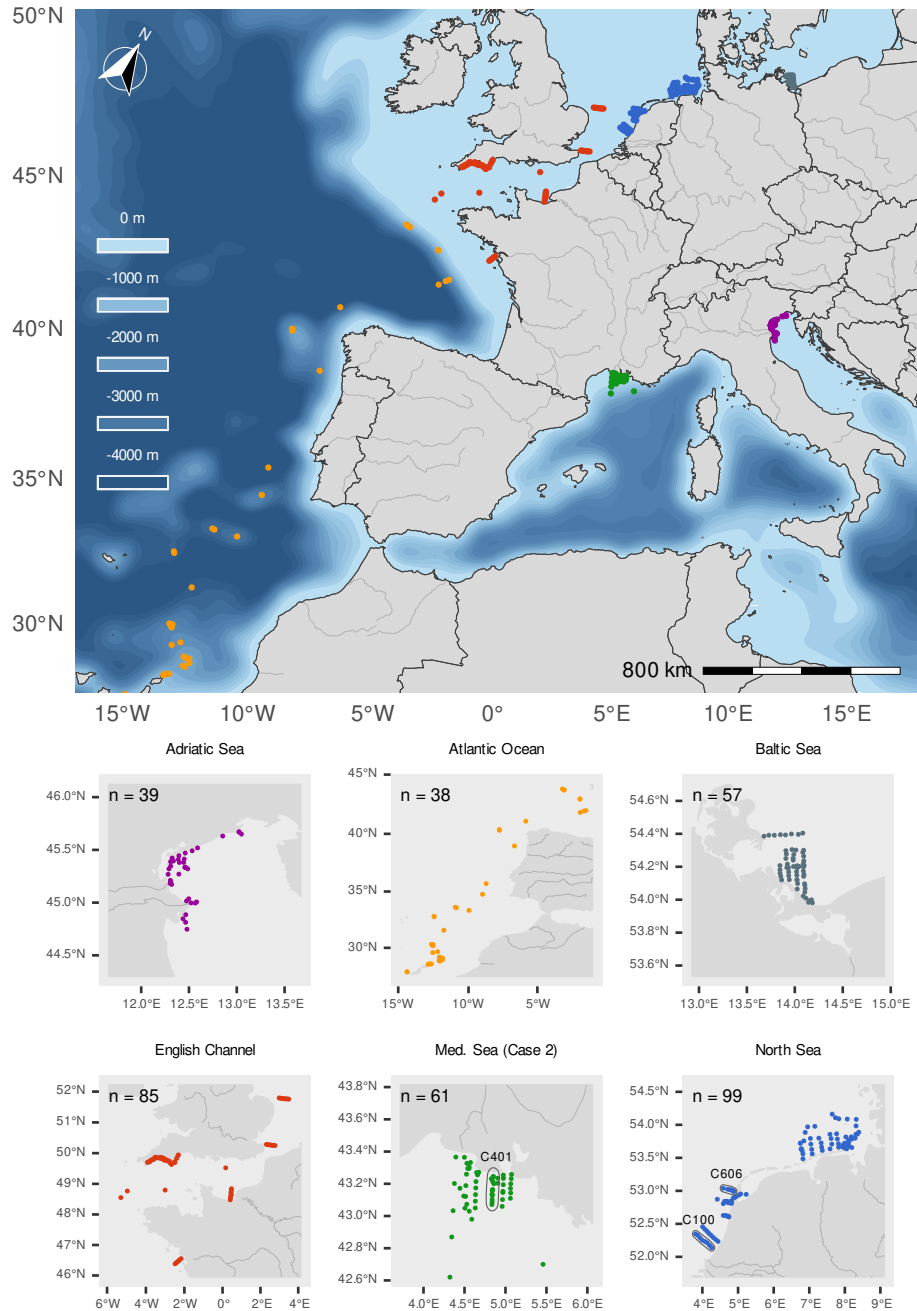 50°N
N
45°N
0 m
-1000 m
40°N
-2000 m
-3000 m
35°N
-4000 m
30°N
800 km
15°W 10°W 5°W 0° 5°E 10°E 15°E
Adriatic Sea Atlantic Ocean Baltic Sea
n = 39
46.0°N
45.5°N
45.0°N
44.5°N
12.0°E 12.5°E 13.0°E 13.5°E
n = 38
45°N
40°N
35°N
30°N
15°W 10°W 5°W
n = 57
54.6°N
54.4°N
54.2°N
54.0°N
53.8°N
53.6°N
13.0°E 13.5°E 14.0°E 14.5°E 15.0°E
English Channel Med. Sea (Case 2) North Sea
n = 85
52°N
51°N
50°N
49°N
48°N
47°N
46°N
6°W 4°W 2°W 0° 2°E 4°E
n = 61
43.8°N
43.6°N
43.4°N
C401
43.2°N
43.0°N
42.8°N
42.6°N
4.0°E 4.5°E 5.0°E 5.5°E 6.0°E
n = 99
54.5°N
54.0°N
53.5°N
C606
53.0°N
C100
52.5°N
52.0°N
4°E 5°E 6°E 7°E 8°E 9°E